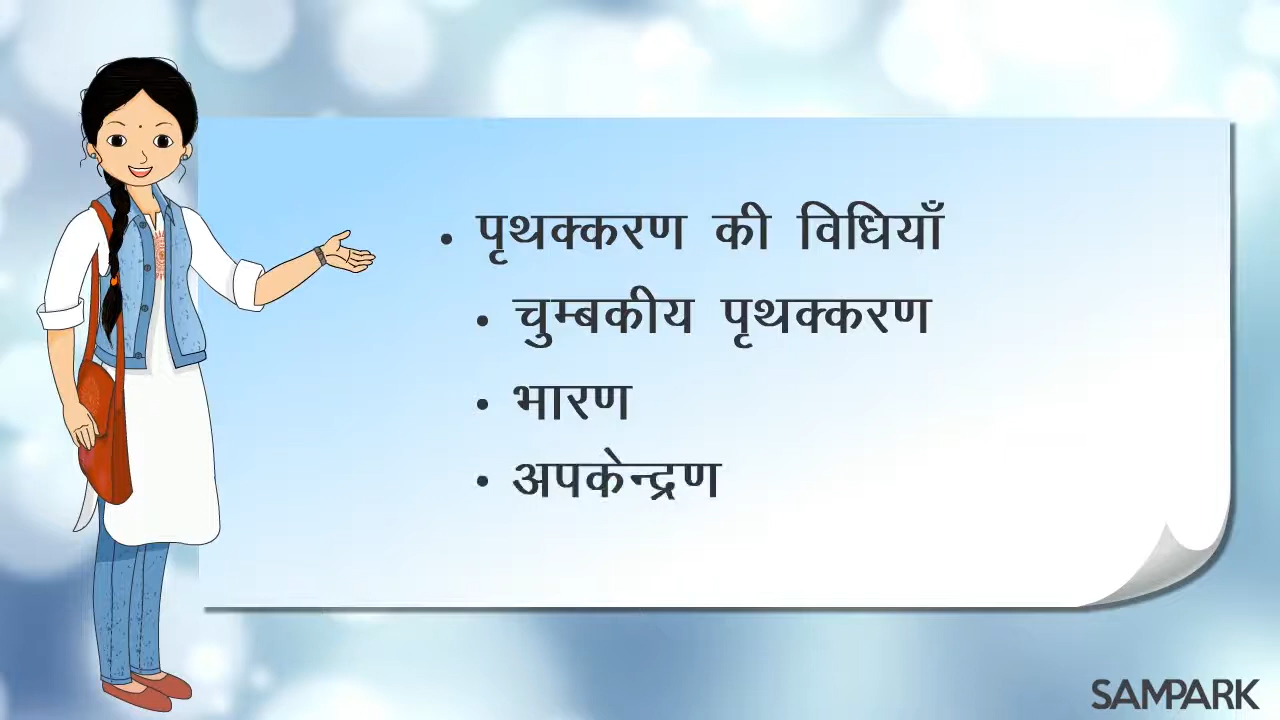 • पृथक्करण की विधियाँ
• चुम्बकीय पृथक्करण
• भारण
• अपकेन्द्रण
SAMPARK